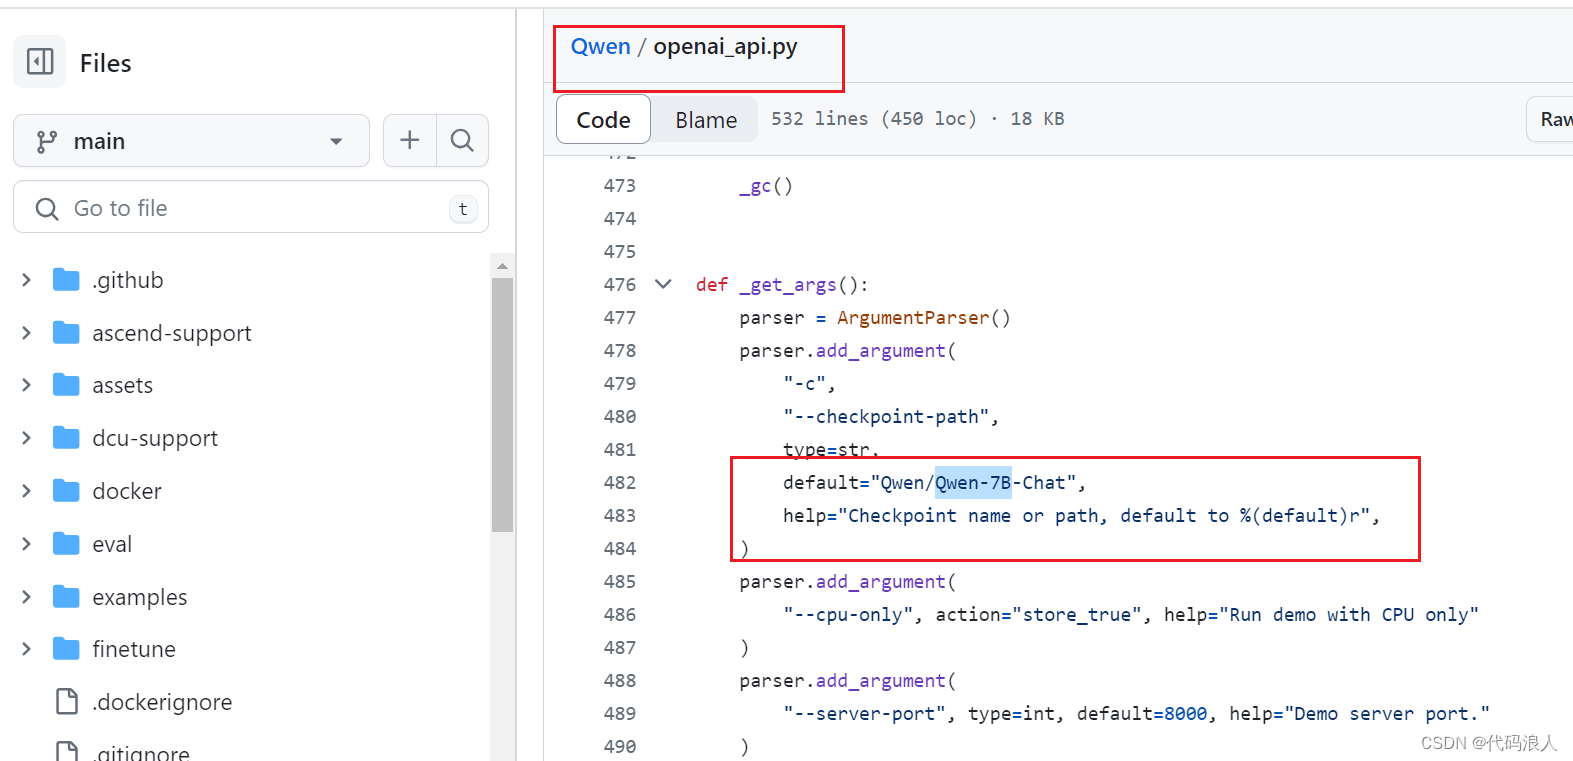 Files
main
Go to file
t
.github
ascend-support
assets
dcu-support
docker
eval
examples
finetune
.dockerignore
.gitignore
Qwen / openai_api.py
Code Blame 532 lines (450 loc) · 18 KB
Raw
472
473 _gc()
474
475
476 def _get_args():
477 parser = ArgumentParser()
478 parser.add_argument(
479 "-c",
480 "--checkpoint-path",
481 type=str,
482 default="Qwen/Qwen-7B-Chat",
483 help="Checkpoint name or path, default to %(default)r",
484 )
485 parser.add_argument(
486 "--cpu-only", action="store_true", help="Run demo with CPU only"
487 )
488 parser.add_argument(
489 "--server-port", type=int, default=8000, help="Demo server port."
490 )
CSDN @代码浪人